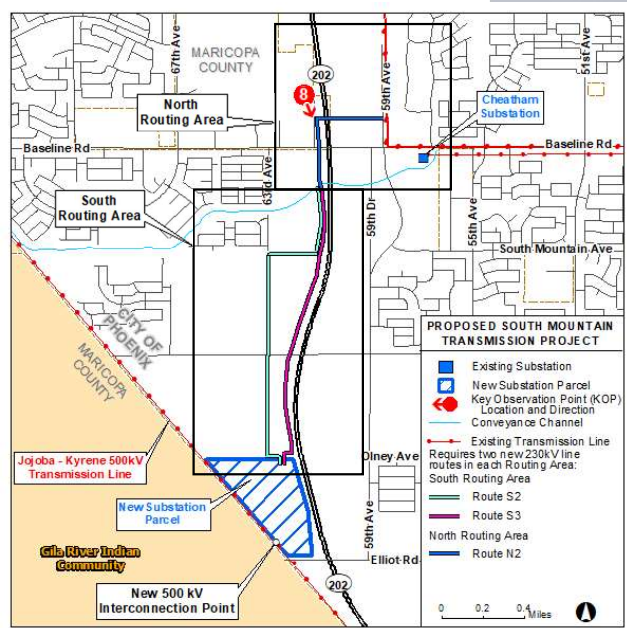 67th Ave
MARICOPA
COUNTY
202
59th Ave
51st Ave
8
North
Routing Area
Cheatham
Substation
Baseline Rd
Baseline Rd
63rd Ave
South
Routing Area
59th Dr
55th Ave
South Mountain Ave
CITY OF
PHOENIX
MARICOPA
COUNTY
Jojoba - Kyrene 500kV
Transmission Line
Olney Ave
New Substation
Parcel
59th Ave
Gila River Indian
Community
Elliot Rd
New 500 kV
Interconnection Point
202
PROPOSED SOUTH MOUNTAIN
TRANSMISSION PROJECT
Existing Substation
New Substation Parcel
Key Observation Point (KOP)
Location and Direction
Conveyance Channel
Existing Transmission Line
Requires two new 230kV line
routes in each Routing Area:
South Routing Area
Route S2
Route S3
North Routing Area
Route N2
0 0.2 0.4
Miles